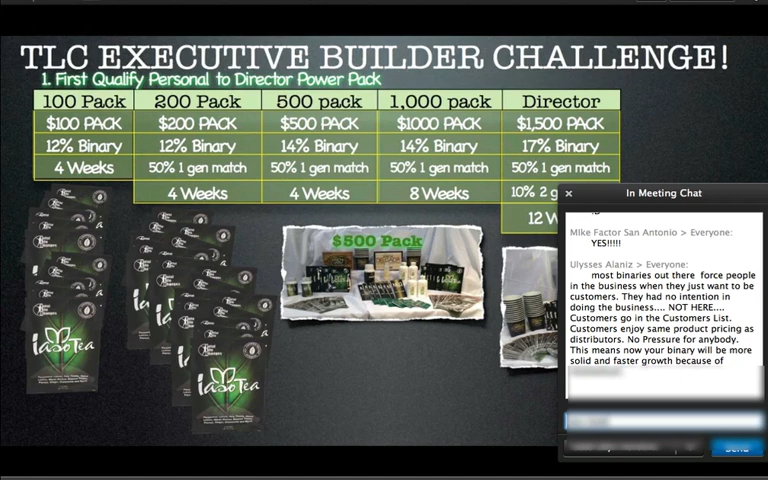 TLC EXECUTIVE BUILDER CHALLENGE!
1. First Qualify Personal to Director Power Pack
100 Pack 200 Pack 500 pack 1,000 pack Director
$100 PACK $200 PACK $500 PACK $1000 PACK $1,500 PACK
12% Binary 12% Binary 14% Binary 14% Binary 17% Binary
4 Weeks 50% 1 gen match 50% 1 gen match 50% 1 gen match 50% 1 gen match
4 Weeks 4 Weeks 8 Weeks 10% 2 g
12 W
$500 Pack
IasoTea
IasoTea
In Meeting Chat
MIke Factor San Antonio > Everyone:
YES!!!!!
Ulysses Alaniz > Everyone:
most binaries out there force people
in the business when they just want to be
customers. They had no intention in
doing the business.... NOT HERE....
Customers go in the Customers List.
Customers enjoy same product pricing as
distributors. No Pressure for anybody.
This means now your binary will be more
solid and faster growth because of
Send